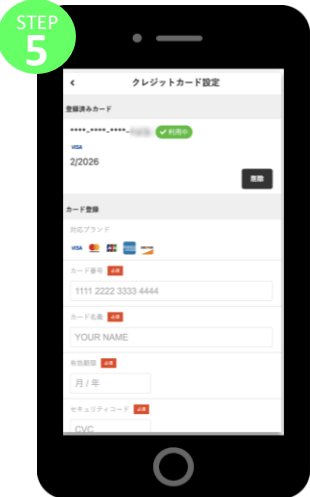 STEP
5
クレジットカード設定
登録済みカード
****-****-****-
利用中
VISA
2/2026
削除
カード登録
対応ブランド
VISA
カード番号 必須
1111 2222 3333 4444
カード名義 必須
YOUR NAME
有効期限 必須
月 / 年
セキュリティコード 必須
CVC